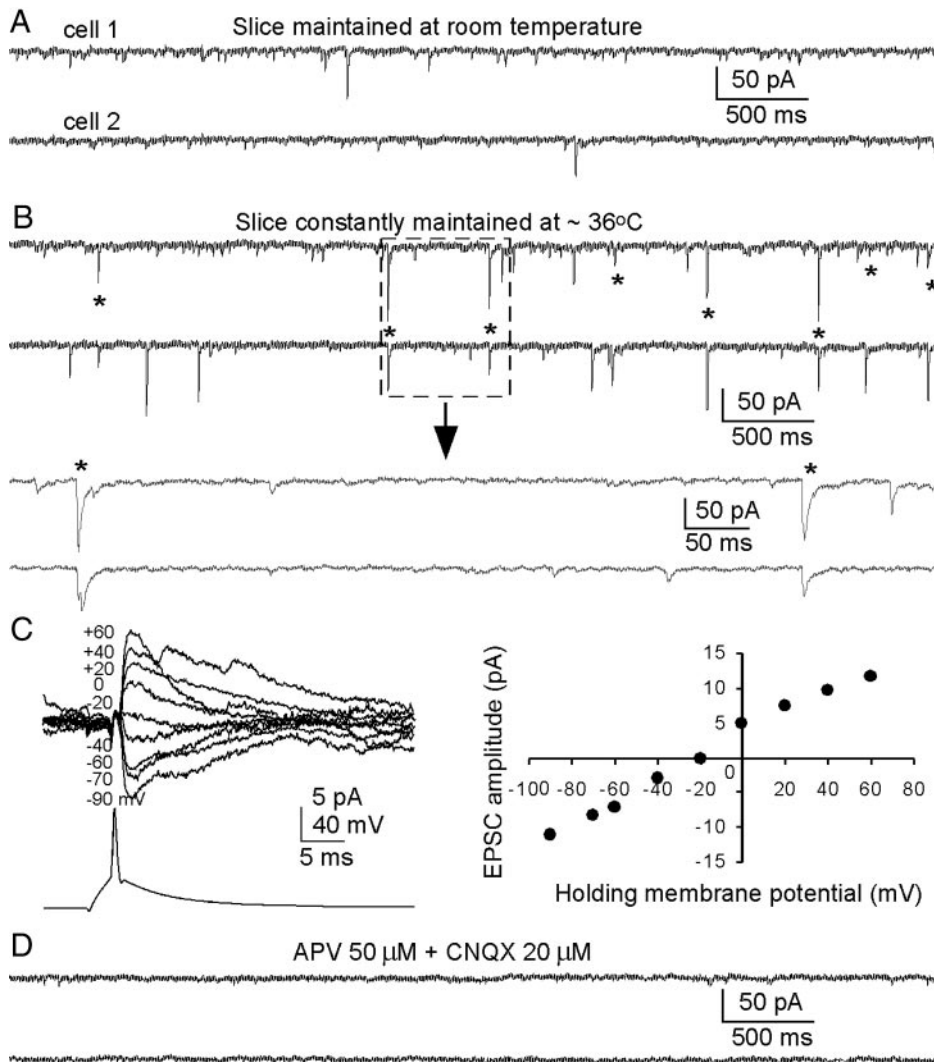 A
Slice maintained at room temperature
cell 1
50 pA
500 ms
cell 2
B
Slice constantly maintained at ~ 36ºC
*
*
*
*
*
*
*
*
50 pA
500 ms
*
*
50 pA
50 ms
C
+60
+40
+20
0
-20
-40
-60
-70
-90 mV
5 pA
40 mV
5 ms
EPSC amplitude (pA)
15
10
5
0
-5
-10
-15
-100 -80 -60 -40 -20 20 40 60 80
Holding membrane potential (mV)
D
APV 50 µM + CNQX 20 µM
50 pA
500 ms